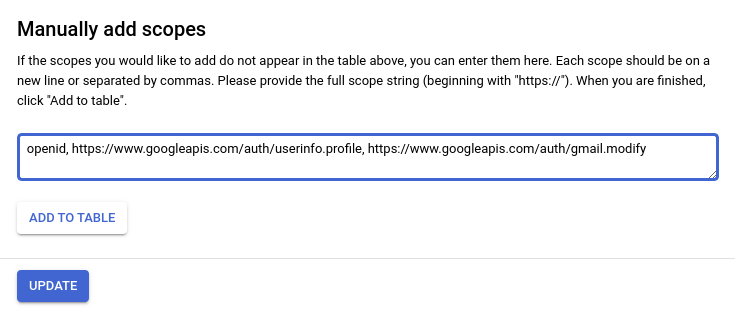 Manually add scopes
If the scopes you would like to add do not appear in the table above, you can enter them here. Each scope should be on a
new line or separated by commas. Please provide the full scope string (beginning with "https://"). When you are finished,
click "Add to table".
openid, https://www.googleapis.com/auth/userinfo.profile, https://www.googleapis.com/auth/gmail.modify
ADD TO TABLE
UPDATE